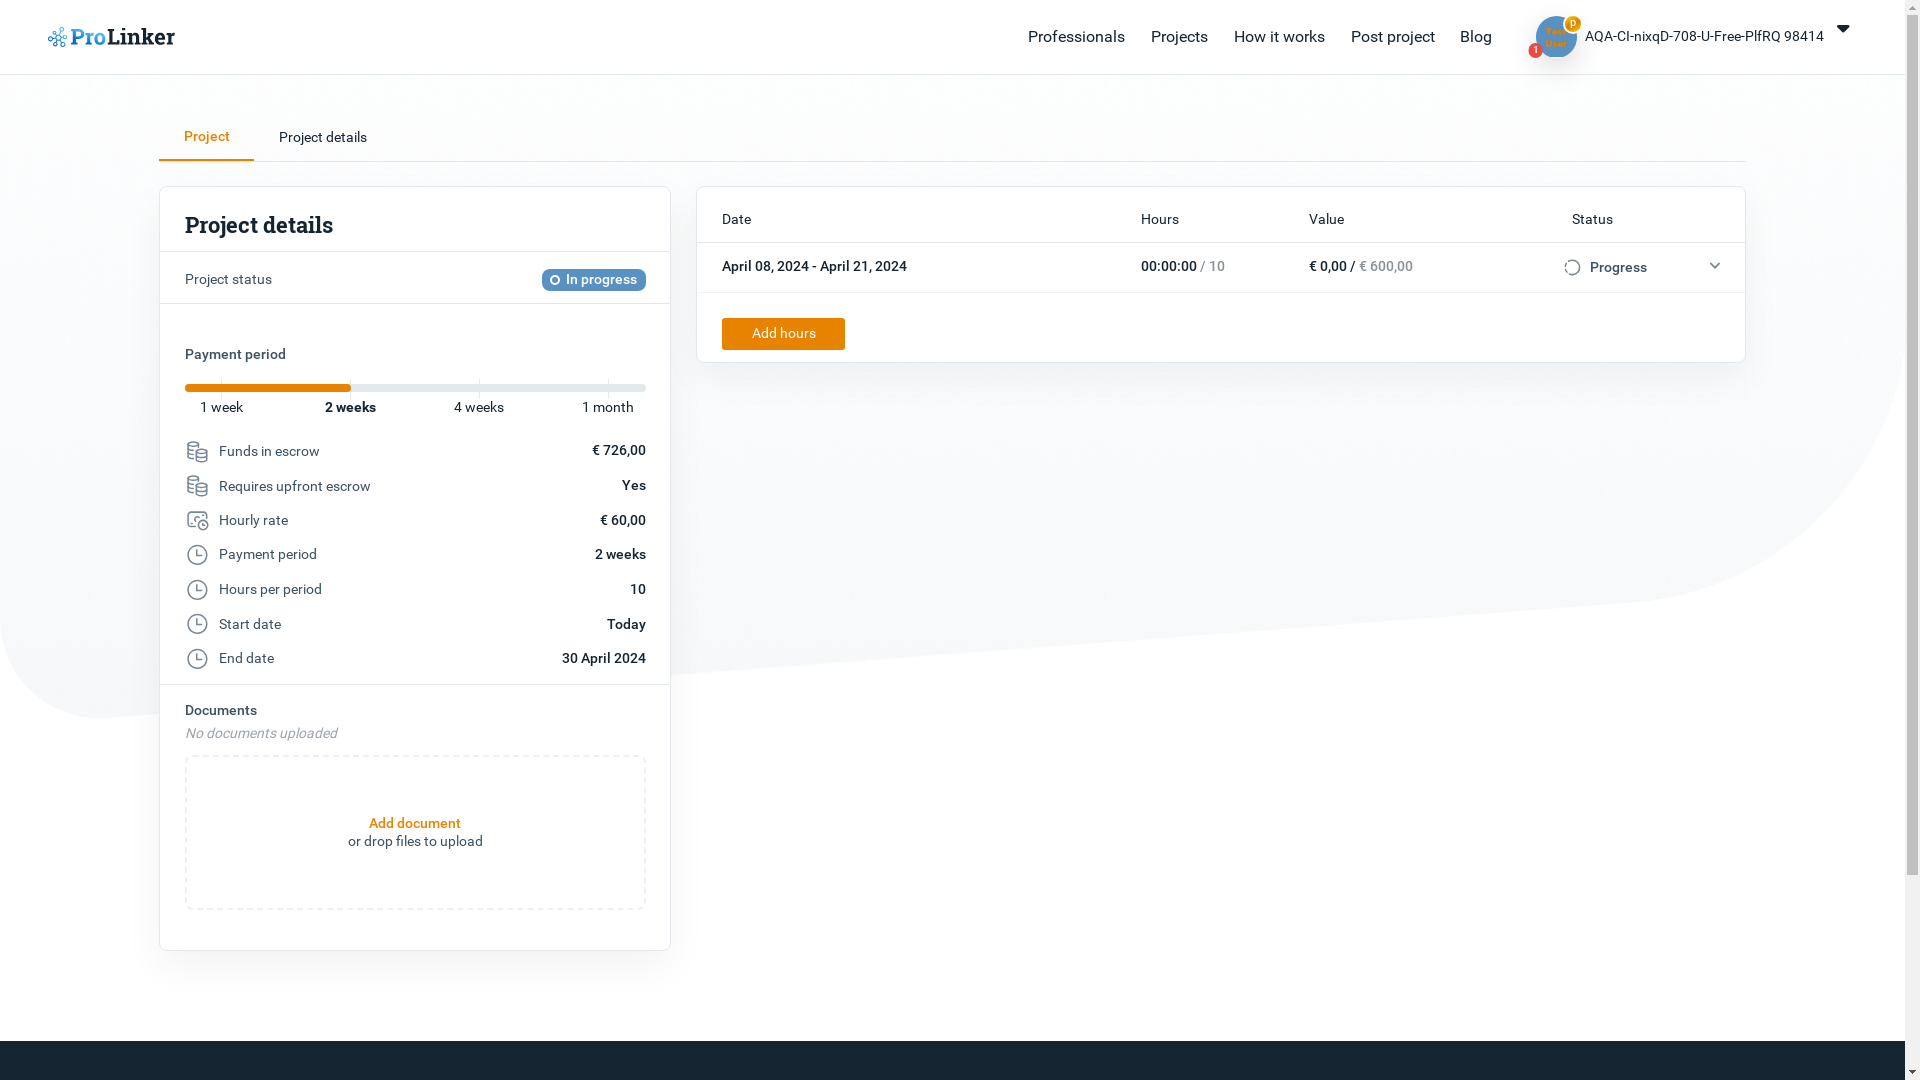 ProLinker
Professionals
Projects
How it works
Post project
Blog
p
1
AQA-CI-nixqD-708-U-Free-PlfRQ 98414
Project
Project details
Project details
Project status
In progress
Payment period
1 week
2 weeks
4 weeks
1 month
Funds in escrow
€ 726,00
Requires upfront escrow
Yes
Hourly rate
€ 60,00
Payment period
2 weeks
Hours per period
10
Start date
Today
End date
30 April 2024
Documents
No documents uploaded
Add document
or drop files to upload
Date
Hours
Value
Status
April 08, 2024 - April 21, 2024
00:00:00 / 10
€ 0,00 / € 600,00
Progress
Add hours